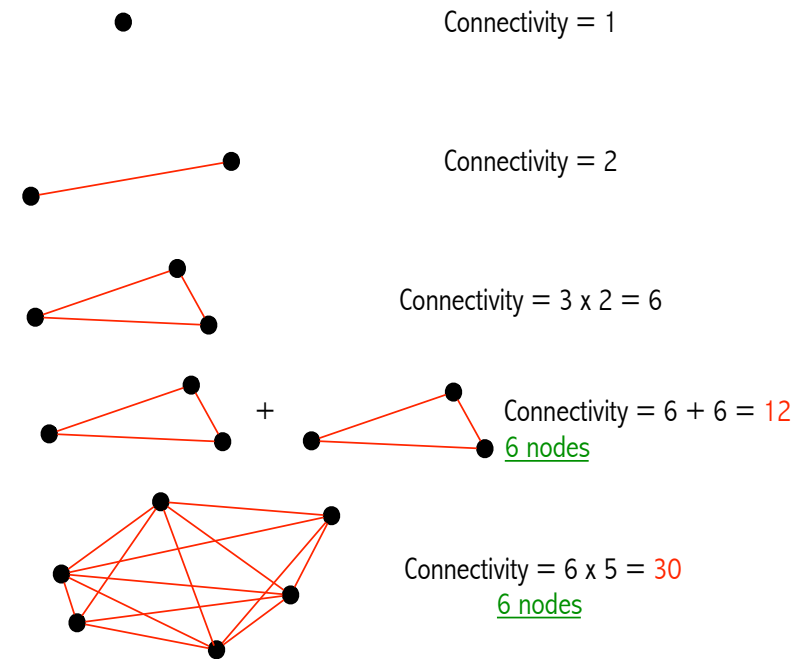 Connectivity = 1
Connectivity = 2
Connectivity = 3 x 2 = 6
+
Connectivity = 6 + 6 = 12
6 nodes
Connectivity = 6 x 5 = 30
6 nodes